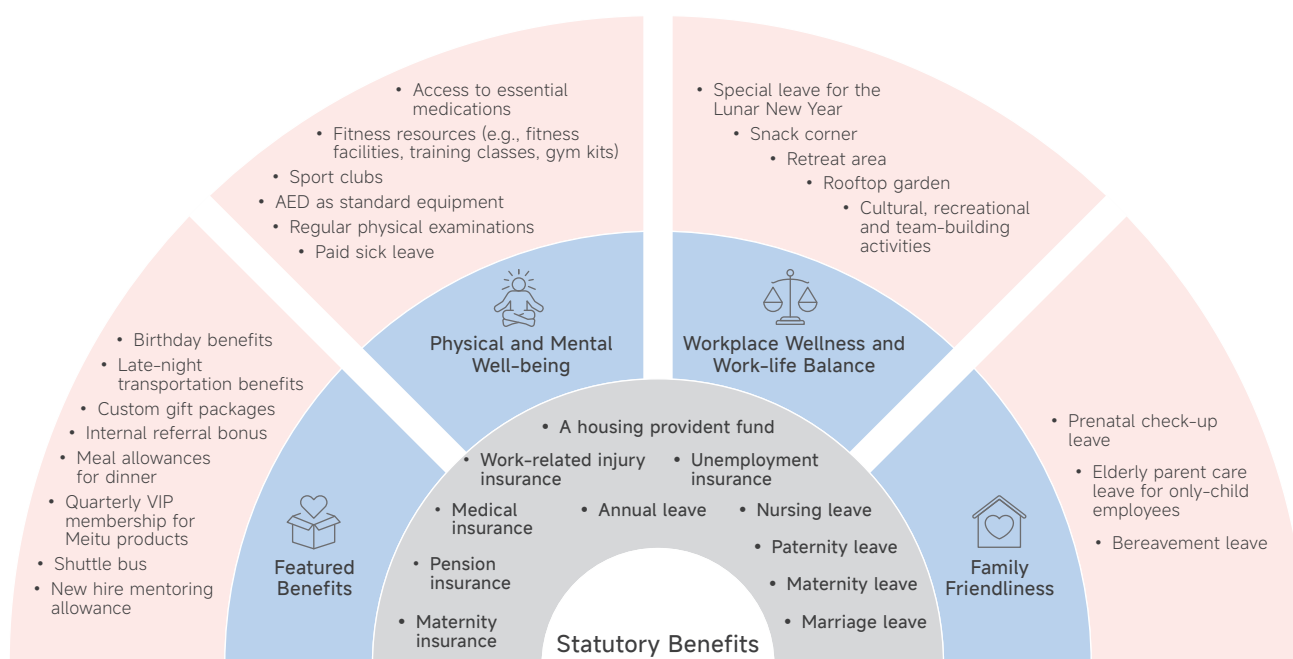 • Access to essential
medications
• Fitness resources (e.g., fitness
facilities, training classes, gym kits)
• Sport clubs
• AED as standard equipment
• Regular physical examinations
• Paid sick leave
Physical and Mental
Well-being
• Special leave for the
Lunar New Year
• Snack corner
• Retreat area
• Rooftop garden
• Cultural, recreational
and team-building
activities
Workplace Wellness and
Work-life Balance
• Birthday benefits
• Late-night
transportation benefits
• Custom gift packages
• Internal referral bonus
• Meal allowances
for dinner
• Quarterly VIP
membership for
Meitu products
• Shuttle bus
• New hire mentoring
allowance
Featured
Benefits
• Prenatal check-up
leave
• Elderly parent care
leave for only-child
employees
• Bereavement leave
Family
Friendliness
• A housing provident fund
• Work-related injury
insurance
• Unemployment
insurance
• Medical
insurance
• Annual leave
• Nursing leave
• Pension
insurance
• Paternity leave
• Maternity leave
• Maternity
insurance
• Marriage leave
Statutory Benefits